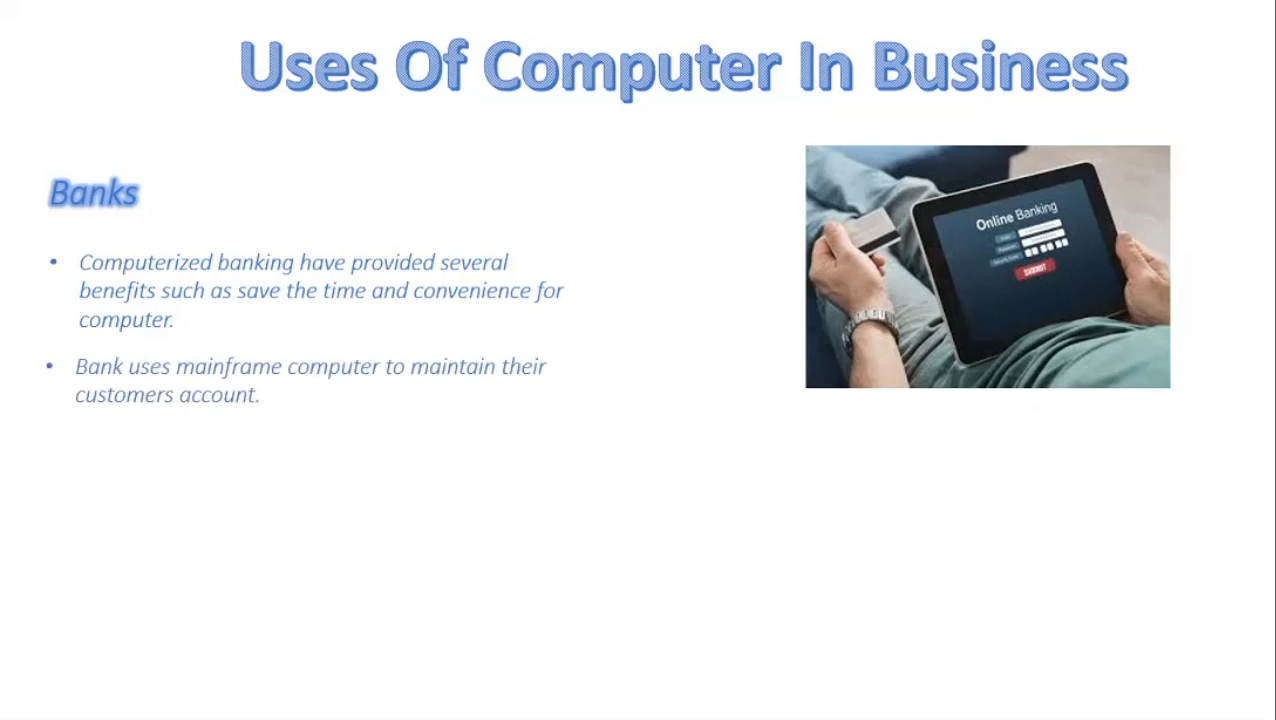 Uses Of Computer In Business
Banks
• Computerized banking have provided several
benefits such as save the time and convenience for
computer.
• Bank uses mainframe computer to maintain their
customers account.
Online Banking
SUBMIT